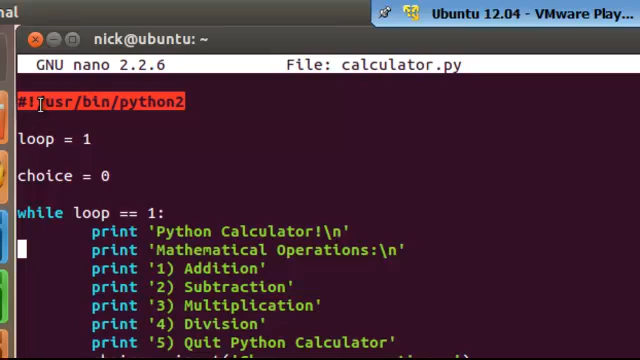 nal
Ubuntu 12.04 - VMware Play...
nick@ubuntu: ~
GNU nano 2.2.6 File: calculator.py
#!/usr/bin/python2
loop = 1
choice = 0
while loop == 1:
print 'Python Calculator!\n'
print 'Mathematical Operations:\n'
print '1) Addition'
print '2) Subtraction'
print '3) Multiplication'
print '4) Division'
print '5) Quit Python Calculator'